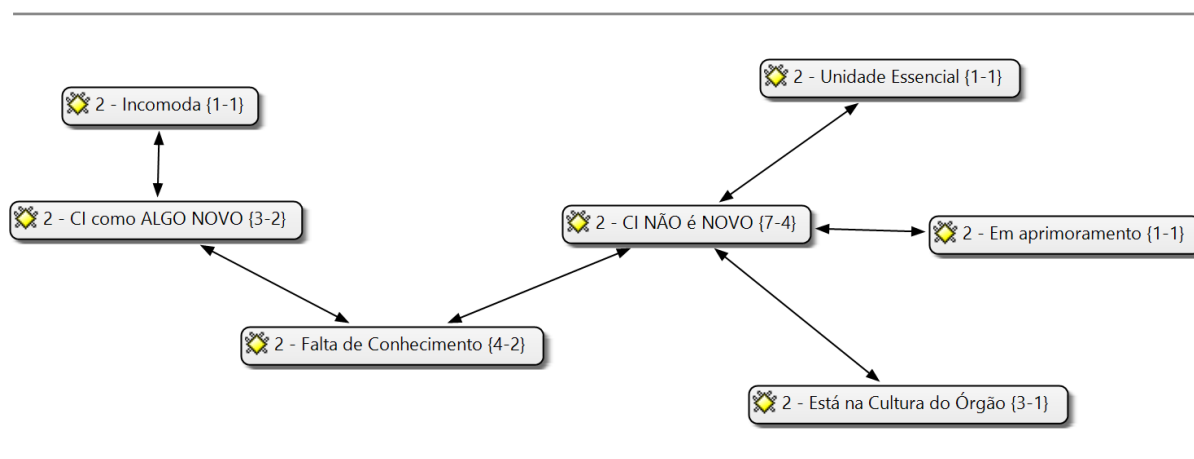 2 - Unidade Essencial {1-1}
2 - Incomoda {1-1}
2 - CI como ALGO NOVO {3-2}
2 - CI NÃO é NOVO {7-4}
2 - Em aprimoramento {1-1}
2 - Falta de Conhecimento {4-2}
2 - Está na Cultura do Órgão {3-1}